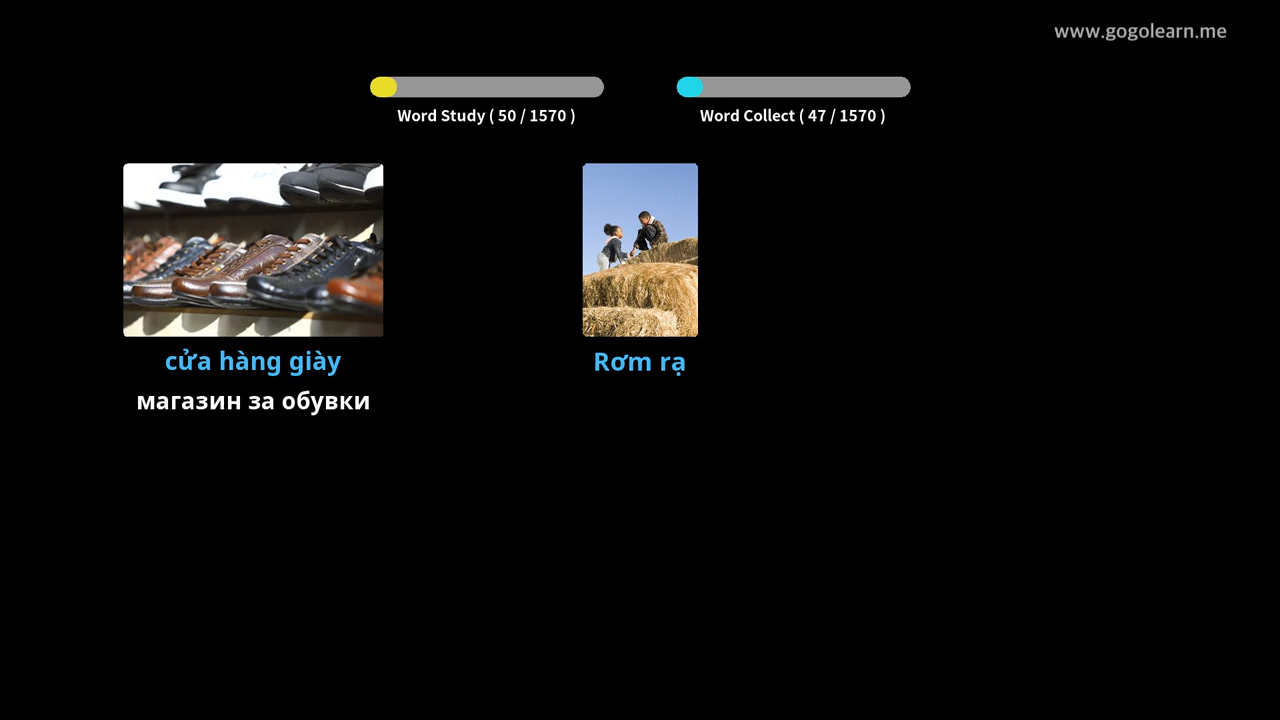 www.gogolearn.me
Word Study ( 50 / 1570 )
Word Collect ( 47 / 1570 )
cửa hàng giày
магазин за обувки
Rơm rạ